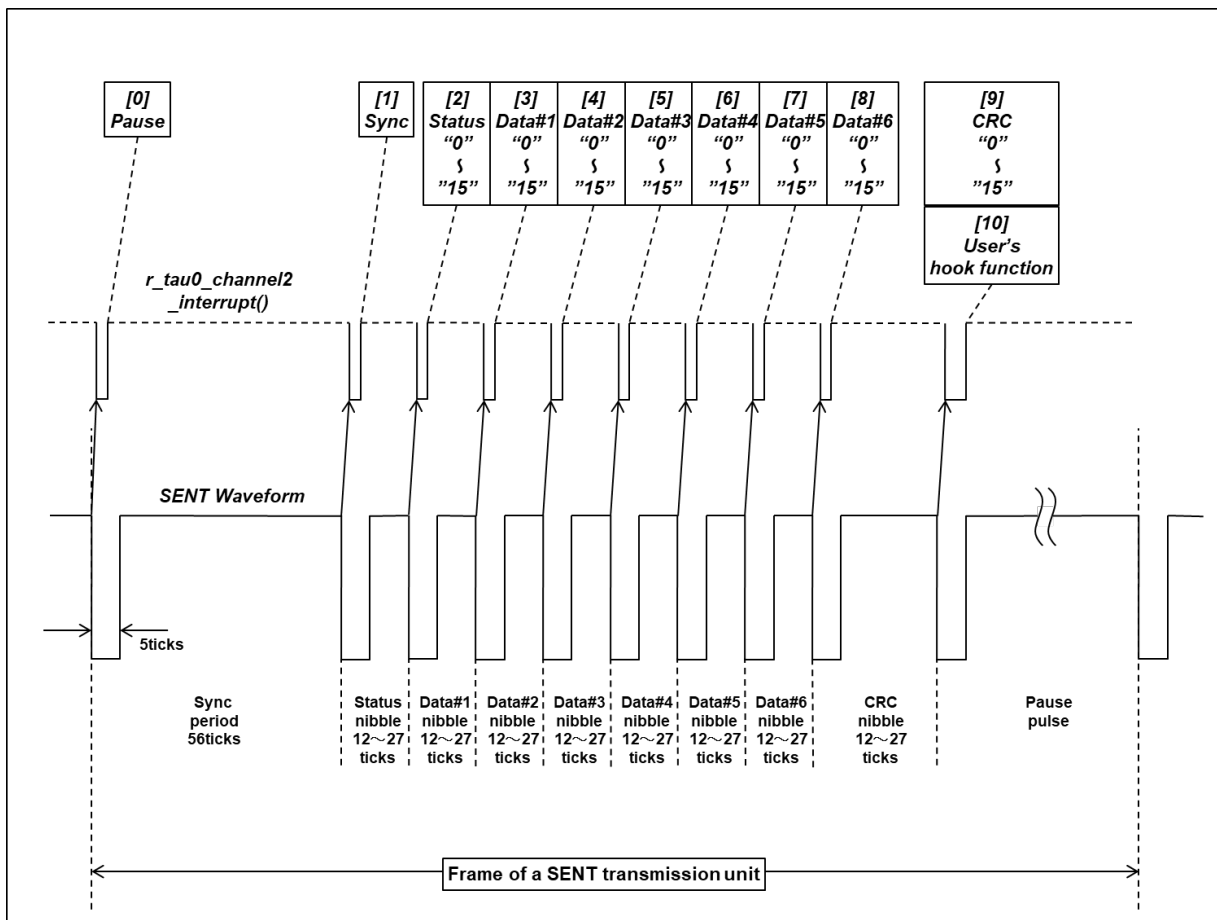 [0]
Pause
[1]
Sync
[2]
Status
“0”
~
”15”
[3]
Data#1
“0”
~
”15”
[4]
Data#2
“0”
~
”15”
[5]
Data#3
“0”
~
”15”
[6]
Data#4
“0”
~
”15”
[7]
Data#5
“0”
~
”15”
[8]
Data#6
“0”
~
”15”
[9]
CRC
“0”
~
”15”
[10]
User’s
hook function
r_tau0_channel2
_interrupt()
SENT Waveform
5ticks
Sync
period
56ticks
Status
nibble
12～27
ticks
Data#1
nibble
12～27
ticks
Data#2
nibble
12～27
ticks
Data#3
nibble
12～27
ticks
Data#4
nibble
12～27
ticks
Data#5
nibble
12～27
ticks
Data#6
nibble
12～27
ticks
CRC
nibble
12～27
ticks
Pause
pulse
Frame of a SENT transmission unit